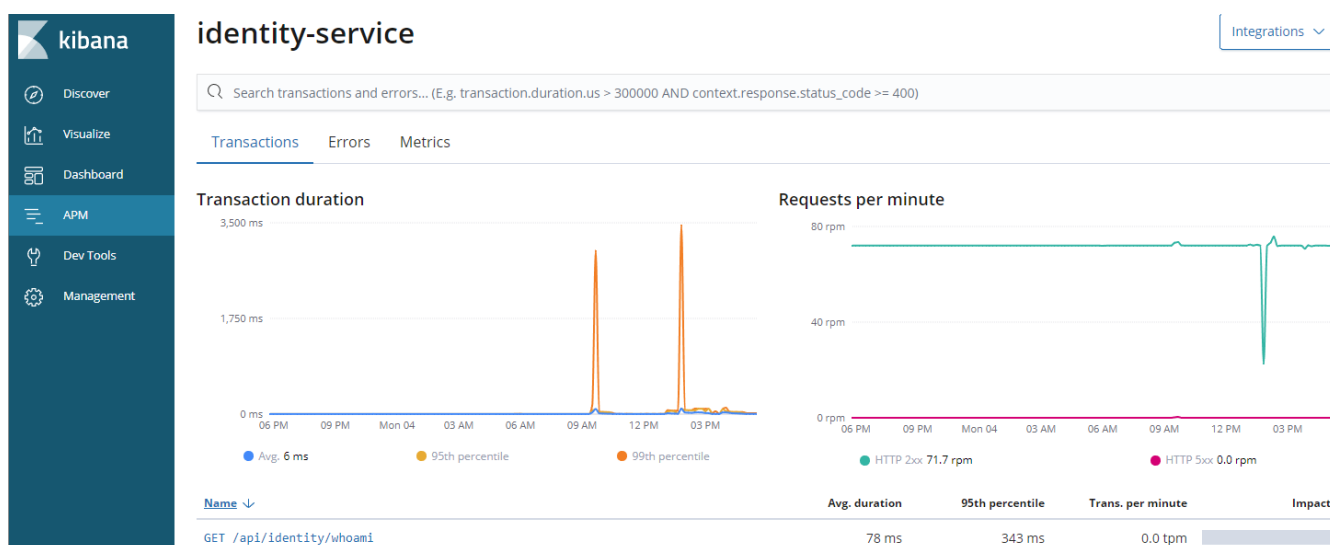 kibana
Discover
Visualize
Dashboard
APM
Dev Tools
Management
identity-service
Integrations
Search transactions and errors... (E.g. transaction.duration.us > 300000 AND context.response.status_code >= 400)
Transactions Errors Metrics
Transaction duration
3,500 ms
1,750 ms
0 ms
06 PM 09 PM Mon 04 03 AM 06 AM 09 AM 12 PM 03 PM
Avg. 6 ms 95th percentile 99th percentile
Requests per minute
80 rpm
40 rpm
0 rpm
06 PM 09 PM Mon 04 03 AM 06 AM 09 AM 12 PM 03 PM
HTTP 2xx 71.7 rpm HTTP 5xx 0.0 rpm
Name Avg. duration 95th percentile Trans. per minute Impact
GET /api/identity/whoami 78 ms 343 ms 0.0 tpm